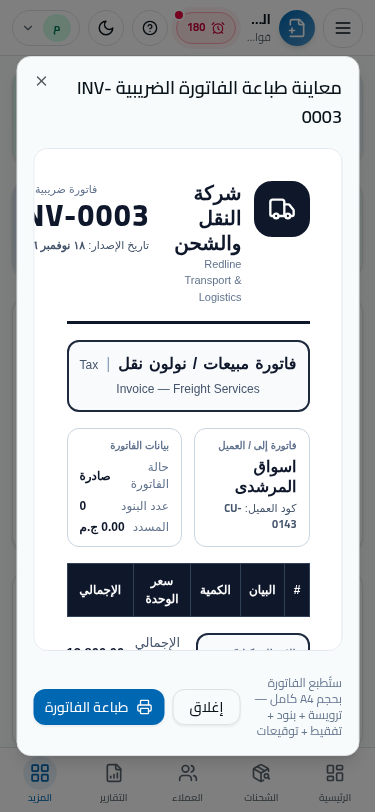 الـ...
فوا...
180
م
معاينة طباعة الفاتورة الضريبية INV-
0003
شركة
النقل
والشحن
Redline
Transport &
Logistics
فاتورة ضريبية
NV-0003
تاريخ الإصدار: ١٨ نوفمبر
فاتورة مبيعات / نولون نقل | Tax
Invoice — Freight Services
فاتورة إلى / العميل
اسواق
المرشدى
كود العميل: CU-
0143
بيانات الفاتورة
حالة
الفاتورة
صادرة
عدد البنود 0
المسدد 0.00 ج.م
# البيان الكمية سعر الوحدة الإجمالي
الإجمالي
ستُطبع الفاتورة
بحجم A4 كامل —
ترويسة + بنود +
تفقيط + توقيعات
إغلاق
طباعة الفاتورة
الرئيسية
الشحنات
العملاء
التقارير
المزيد